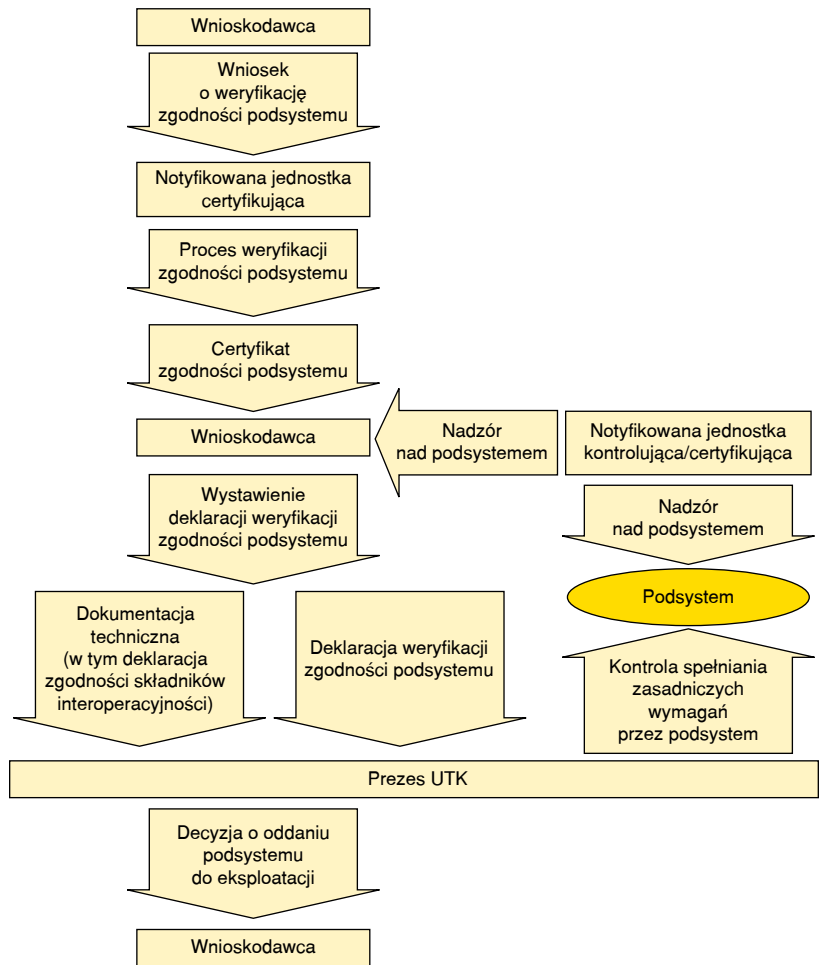 Wnioskodawca
Wniosek
o weryfikację
zgodności podsystemu
Notyfikowana jednostka
certyfikująca
Proces weryfikacji
zgodności podsystemu
Certyfikat
zgodności podsystemu
Wnioskodawca
Nadzór
nad podsystemem
Notyfikowana jednostka
kontrolująca/certyfikująca
Wystawienie
deklaracji weryfikacji
zgodności podsystemu
Nadzór
nad podsystemem
Podsystem
Dokumentacja
techniczna
(w tym deklaracja
zgodności składników
interoperacyjności)
Deklaracja weryfikacji
zgodności podsystemu
Kontrola spełniania
zasadniczych
wymagań
przez podsystem
Prezes UTK
Decyzja o oddaniu
podsystemu
do eksploatacji
Wnioskodawca